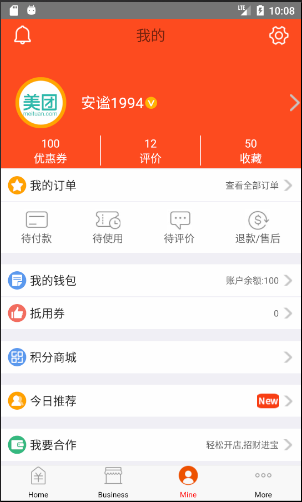 LTE 10:08
我的
美团
meituan.com
安谧1994 V
100 12 50
优惠券 评价 收藏
我的订单 查看全部订单
待付款 待使用 待评价 退款/售后
我的钱包 账户余额:100
抵用券 0
积分商城
今日推荐 New
我要合作 轻松开店,招财进宝
Home Business Mine More